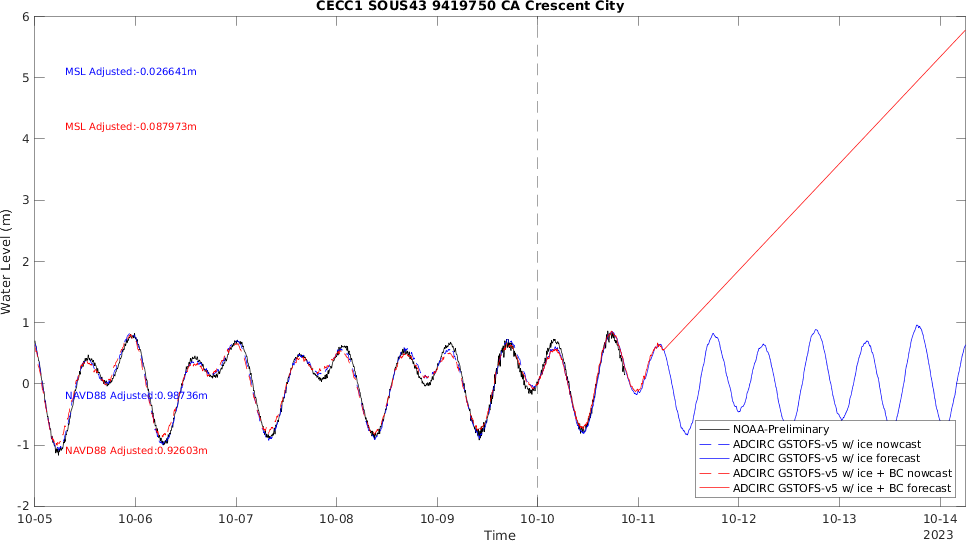 CECC1 SOUS43 9419750 CA Crescent City
6
5
4
3
2
1
0
-1
-2
Water Level (m)
MSL Adjusted:-0.026641m
MSL Adjusted:-0.087973m
NAVD88 Adjusted:0.98736m
NAVD88 Adjusted:0.92603m
NOAA-Preliminary
ADCIRC GSTOFS-v5 w/ ice nowcast
ADCIRC GSTOFS-v5 w/ ice forecast
ADCIRC GSTOFS-v5 w/ ice + BC nowcast
ADCIRC GSTOFS-v5 w/ ice + BC forecast
10-05 10-06 10-07 10-08 10-09 10-10 10-11 10-12 10-13 10-14
2023
Time